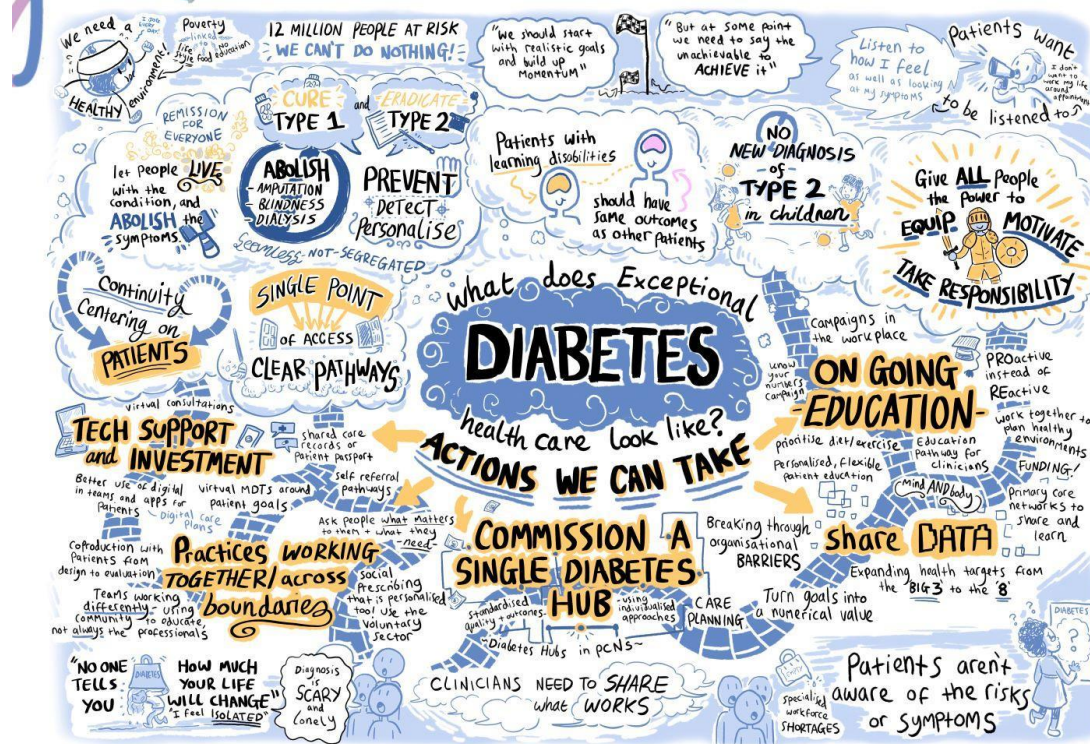 We need a
HEALTHY
environment.
I jog
every day!
Poverty
linked
to
life
style
food
No
education
12 MILLION PEOPLE AT RISK
WE CAN'T DO NOTHING!
"We should start
with realistic goals
and build up
MOMENTUM"
"But at some point
we need to say the
unachievable to
ACHIEVE it"
Listen to
how I feel
as well as looking
at my symptoms
Patients want
to be listened to
I don't
want to
work my life
around
appointments
REMISSION
FOR
EVERYONE
let people LIVE
with the
condition, and
ABOLISH the
symptoms.
CURE
TYPE 1
and
ERADICATE
TYPE 2
ABOLISH
- AMPUTATION
- BLINDNESS
- DIALYSIS
PREVENT
DETECT
Personalise
Seemless - NOT - SEGREGATED
Patients with
learning disabilities
should have
same outcomes
as other patients
NO
NEW DIAGNOSIS
of
TYPE 2
in children
Give ALL People
the power to
EQUIP
MOTIVATE
TAKE RESPONSIBILITY
Continuity
Centering on
PATIENTS
SINGLE POINT
OF ACCESS
CLEAR PATHWAYS
What does Exceptional
DIABETES
health care look like?
ACTIONS WE CAN TAKE
virtual consultations
TECH SUPPORT
and INVESTMENT
shared care
records or
Patient passport
Better use of digital
in teams and apps for
patients
Digital care
plans
virtual MDTs around
patient goals
self referral
pathways
Campaigns in
the work place
know
your
numbers
campaign
ON GOING
-EDUCATION-
PROactive
instead of
REactive
work together to
plan healthy
environments
prioritise diet/exercise
Personalised, flexible
patient education
Education
Pathway for
clinicians
FUNDING!
Mind AND body
Primary care
networks to
share and
learn
Coproduction with
Patients from
design to evaluation
Practices WORKING
TOGETHER/across
boundaries
Ask people what matters
to them + what they
need
Social
Prescribing
that is personalised
too! Use the
voluntary
sector
Teams working
differently - using
community to educate,
not always the professionals
COMMISSION A
SINGLE DIABETES
HUB
standardised
quality + outcomes
using
individualised
approaches
~Diabetes Hubs in PCNs~
CARE
PLANNING
Breaking through
organisational
BARRIERS
share DATA
Expanding health targets from
the 'BIG 3' to the '8'
Turn goals into
a numerical value
"NO ONE
TELLS
YOU
DIABETES
HOW MUCH
YOUR LIFE
WILL CHANGE"
"I feel ISOLATED"
Diagnosis
is
SCARY
and
lonely
CLINICIANS NEED TO SHARE
what WORKS
EMPTY
specialised
workforce
SHORTAGES
Patients aren't
aware of the risks
or symptoms
DIABETES
?